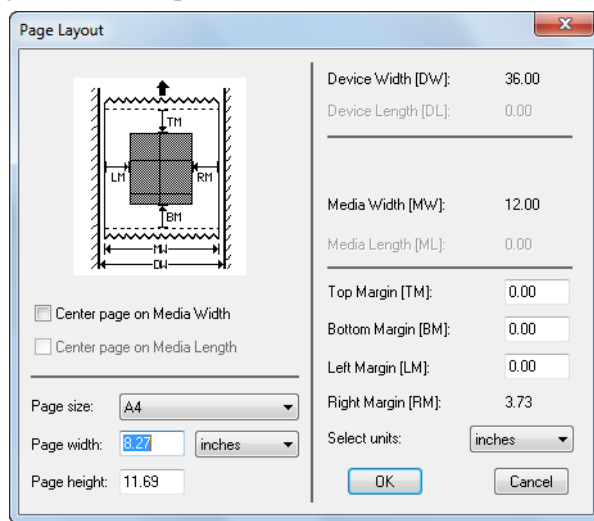 Page Layout
x
TM
LM
RM
BM
MW
DW
Center page on Media Width
Center page on Media Length
Page size: A4
Page width: 8.27 inches
Page height: 11.69
Device Width [DW]: 36.00
Device Length [DL]: 0.00
Media Width [MW]: 12.00
Media Length [ML]: 0.00
Top Margin [TM]: 0.00
Bottom Margin [BM]: 0.00
Left Margin [LM]: 0.00
Right Margin [RM]: 3.73
Select units: inches
OK Cancel